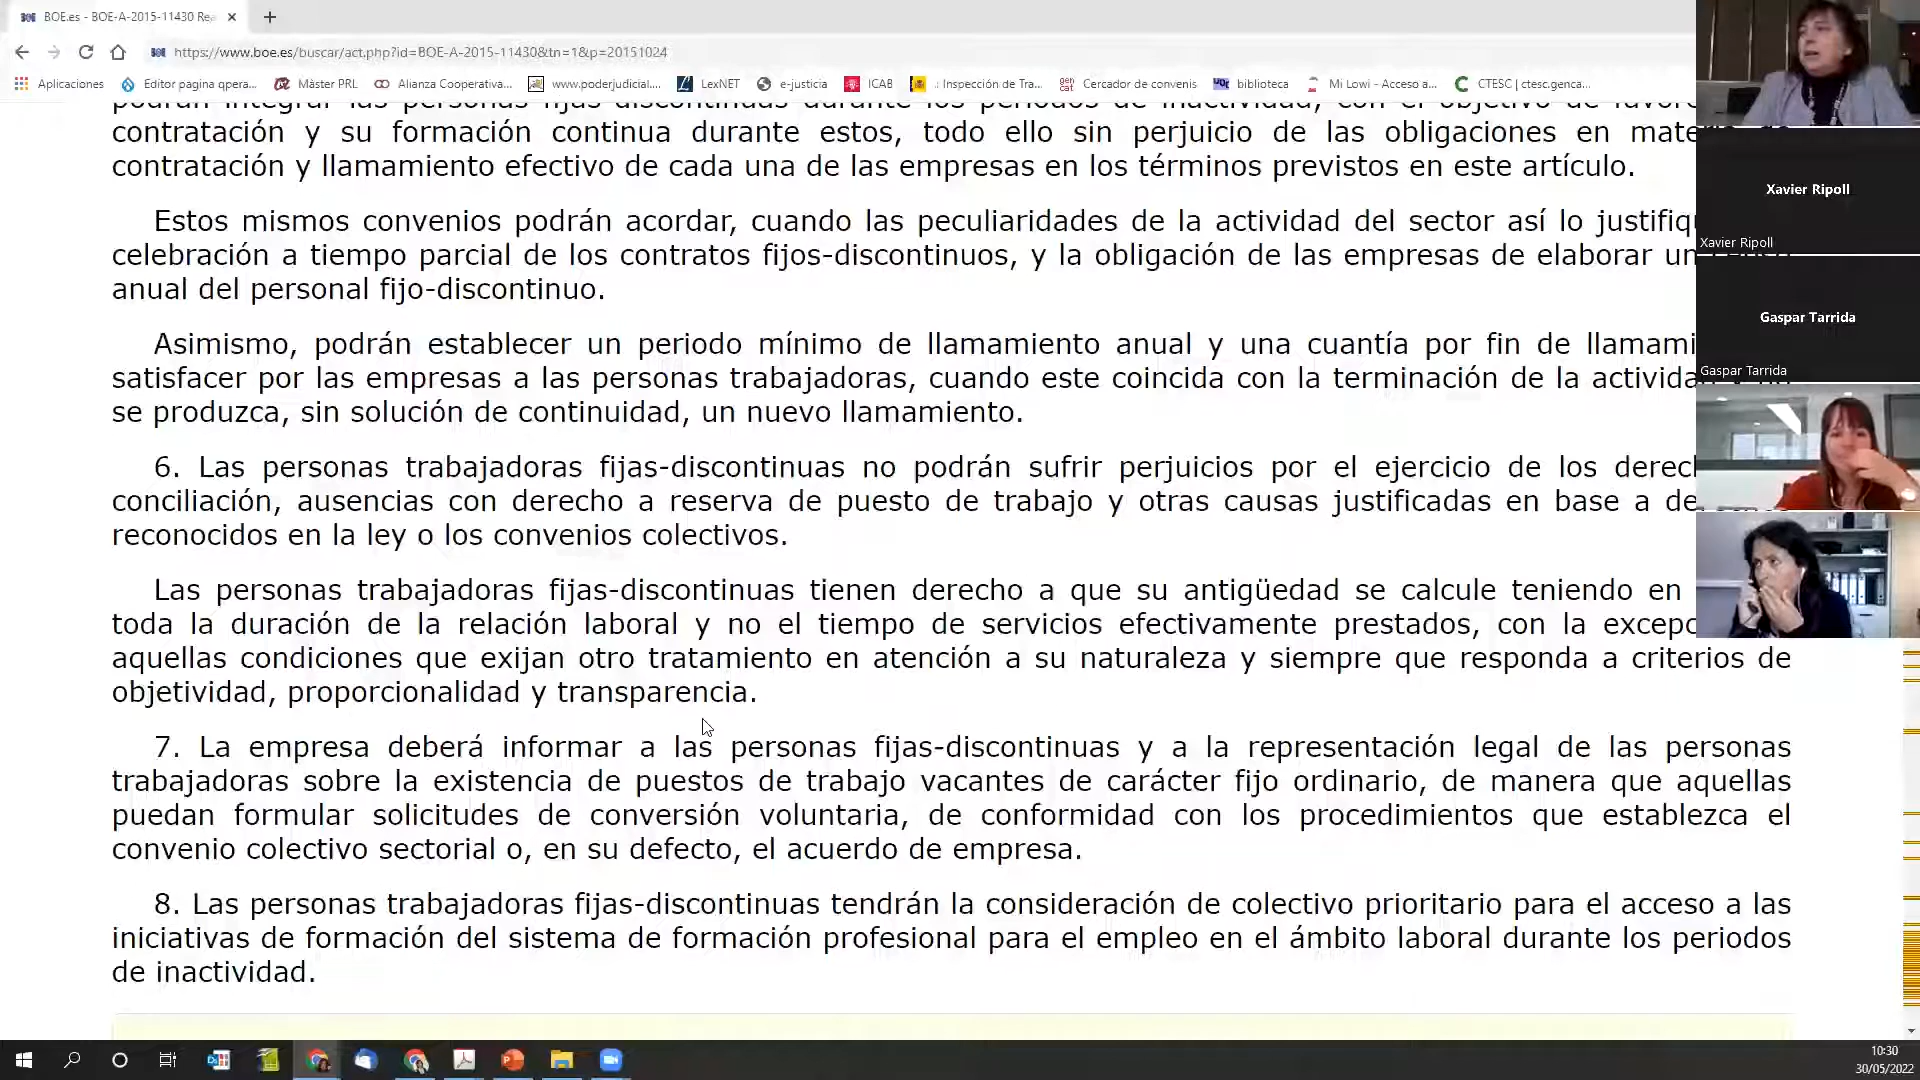 BOE.es - BOE-A-2015-11430 Rea
https://www.boe.es/buscar/act.php?id=BOE-A-2015-11430&tn=1&p=20151024
Aplicaciones Editor pagina qpera... Màster PRL Alianza Cooperativa... www.poderjudicial.... LexNET e-justicia ICAB .: Inspección de Tra... Cercador de convenis biblioteca Mi Lowi - Acceso a... CTESC | ctesc.genca...
podrán integrar las personas fijas-discontinuas durante los periodos de inactividad, con el objetivo de favore
contratación y su formación continua durante estos, todo ello sin perjuicio de las obligaciones en mate
contratación y llamamiento efectivo de cada una de las empresas en los términos previstos en este artículo.
Estos mismos convenios podrán acordar, cuando las peculiaridades de la actividad del sector así lo justifiq
celebración a tiempo parcial de los contratos fijos-discontinuos, y la obligación de las empresas de elaborar un
anual del personal fijo-discontinuo.
Asimismo, podrán establecer un periodo mínimo de llamamiento anual y una cuantía por fin de llamami
satisfacer por las empresas a las personas trabajadoras, cuando este coincida con la terminación de la activida
se produzca, sin solución de continuidad, un nuevo llamamiento.
6. Las personas trabajadoras fijas-discontinuas no podrán sufrir perjuicios por el ejercicio de los derec
conciliación, ausencias con derecho a reserva de puesto de trabajo y otras causas justificadas en base a de
reconocidos en la ley o los convenios colectivos.
Las personas trabajadoras fijas-discontinuas tienen derecho a que su antigüedad se calcule teniendo en
toda la duración de la relación laboral y no el tiempo de servicios efectivamente prestados, con la excepc
aquellas condiciones que exijan otro tratamiento en atención a su naturaleza y siempre que responda a criterios de
objetividad, proporcionalidad y transparencia.
7. La empresa deberá informar a las personas fijas-discontinuas y a la representación legal de las personas
trabajadoras sobre la existencia de puestos de trabajo vacantes de carácter fijo ordinario, de manera que aquellas
puedan formular solicitudes de conversión voluntaria, de conformidad con los procedimientos que establezca el
convenio colectivo sectorial o, en su defecto, el acuerdo de empresa.
8. Las personas trabajadoras fijas-discontinuas tendrán la consideración de colectivo prioritario para el acceso a las
iniciativas de formación del sistema de formación profesional para el empleo en el ámbito laboral durante los periodos
de inactividad.
Xavier Ripoll
Xavier Ripoll
Gaspar Tarrida
Gaspar Tarrida
10:30
30/05/2022